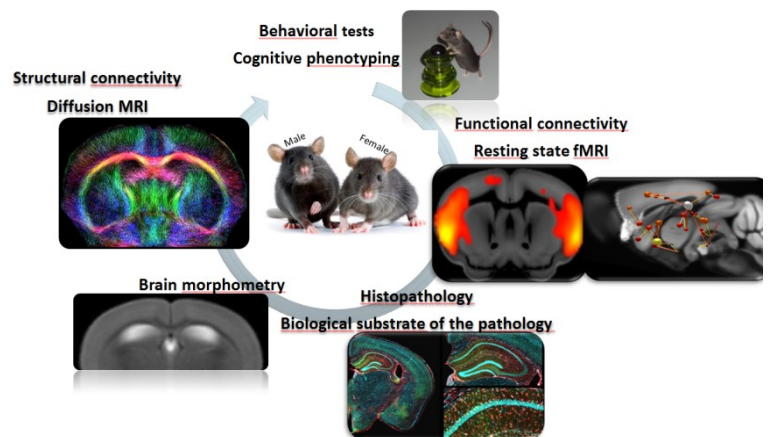 Behavioral tests
Cognitive phenotyping
Structural connectivity
Diffusion MRI
Male
Female
Functional connectivity
Resting state fMRI
Brain morphometry
Histopathology
Biological substrate of the pathology